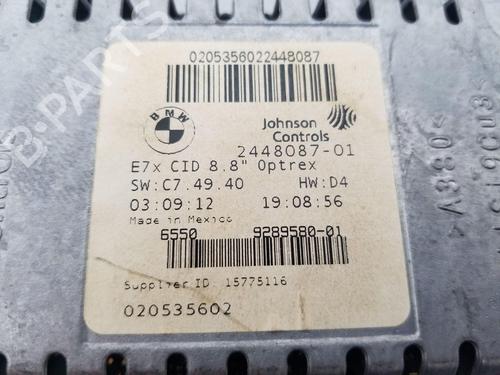 0205356022448087
BMW
Johnson
Controls
2448087-01
E7x CID 8.8" Optrex
SW:C7.49.40 HW:D4
03:09:12 19:08:56
Made in Mexico
6550 9289580-01
Supplier ID: 15775116
020535602